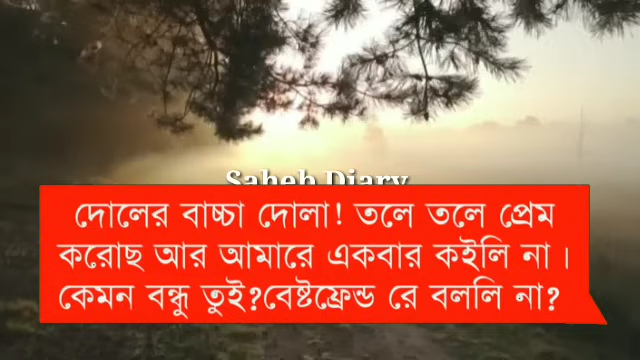 Saheb Diary
দোলের বাচ্চা দোলা! তলে তলে প্রেম
করোছ আর আমারে একবার কইলি না।
কেমন বন্ধু তুই?বেষ্টফ্রেন্ড রে বললি না?